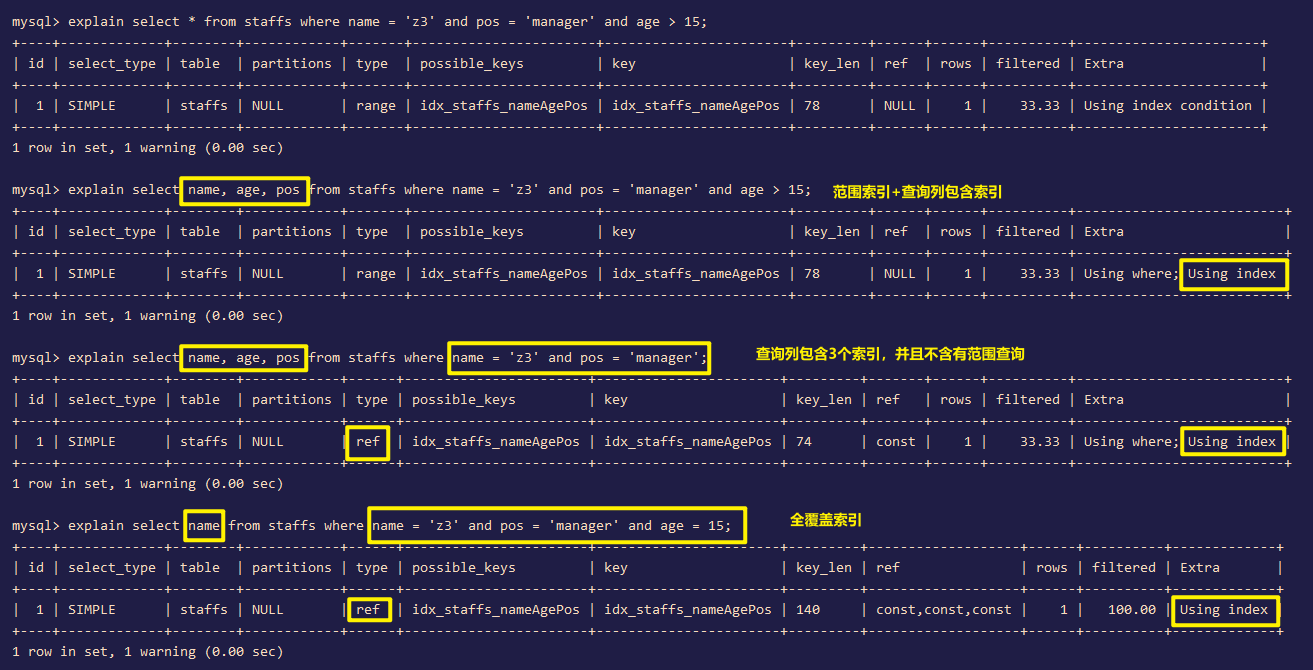 mysql> explain select * from staffs where name = 'z3' and pos = 'manager' and age > 15;
+----+-------------+--------+------------+-------+-----------------------+-----------------------+---------+------+------+----------+-----------------------+
| id | select_type | table | partitions | type | possible_keys | key | key_len | ref | rows | filtered | Extra |
| 1 | SIMPLE | staffs | NULL | range | idx_staffs_nameAgePos | idx_staffs_nameAgePos | 78 | NULL | 1 | 33.33 | Using index condition |
1 row in set, 1 warning (0.00 sec)
mysql> explain select name, age, pos from staffs where name = 'z3' and pos = 'manager' and age > 15; 范围索引+查询列包含索引
| id | select_type | table | partitions | type | possible_keys | key | key_len | ref | rows | filtered | Extra |
| 1 | SIMPLE | staffs | NULL | range | idx_staffs_nameAgePos | idx_staffs_nameAgePos | 78 | NULL | 1 | 33.33 | Using where; Using index |
1 row in set, 1 warning (0.00 sec)
mysql> explain select name, age, pos from staffs where name = 'z3' and pos = 'manager'; 查询列包含3个索引，并且不含有范围查询
| id | select_type | table | partitions | type | possible_keys | key | key_len | ref | rows | filtered | Extra |
| 1 | SIMPLE | staffs | NULL | ref | idx_staffs_nameAgePos | idx_staffs_nameAgePos | 74 | const | 1 | 33.33 | Using where; Using index |
1 row in set, 1 warning (0.00 sec)
mysql> explain select name from staffs where name = 'z3' and pos = 'manager' and age = 15; 全覆盖索引
| id | select_type | table | partitions | type | possible_keys | key | key_len | ref | rows | filtered | Extra |
| 1 | SIMPLE | staffs | NULL | ref | idx_staffs_nameAgePos | idx_staffs_nameAgePos | 140 | const,const,const | 1 | 100.00 | Using index |
1 row in set, 1 warning (0.00 sec)